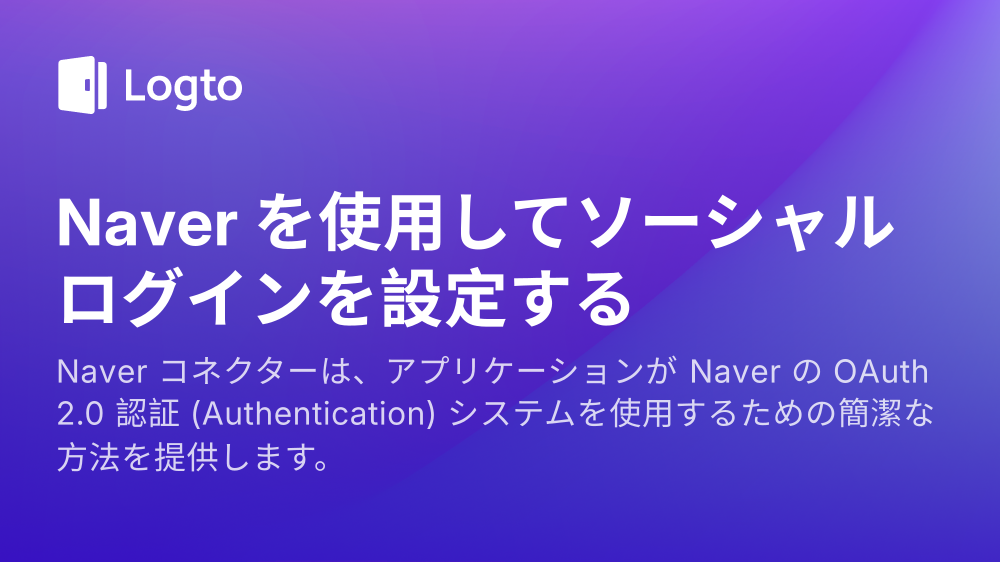 Logto
Naver を使用してソーシャル
ログインを設定する
Naver コネクターは、アプリケーションが Naver の OAuth
2.0 認証 (Authentication) システムを使用するための簡潔な
方法を提供します。